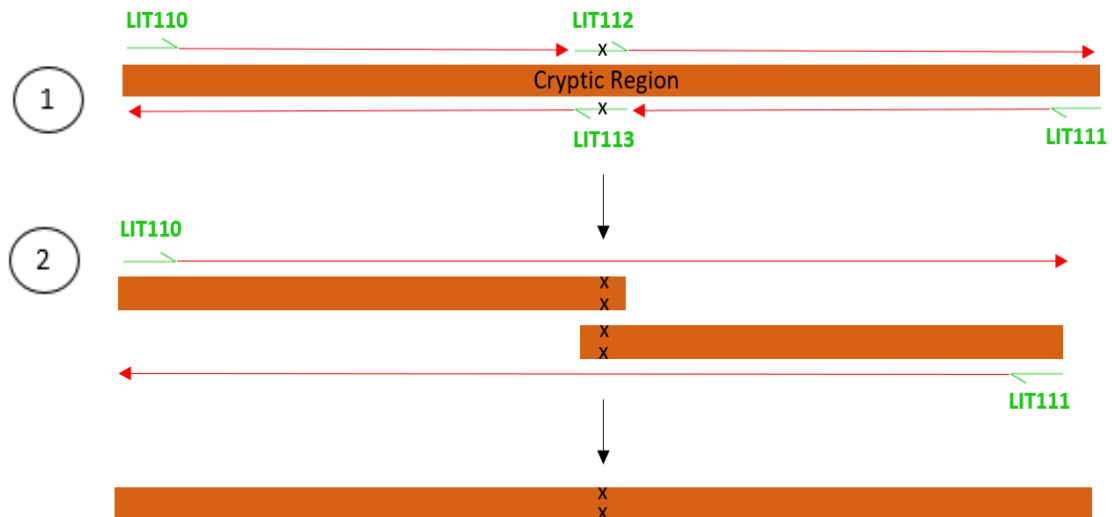 LIT110 LIT112
x
Cryptic Region
1
x
LIT113 LIT111
LIT110
2
x
x
x
x
LIT111
x
x